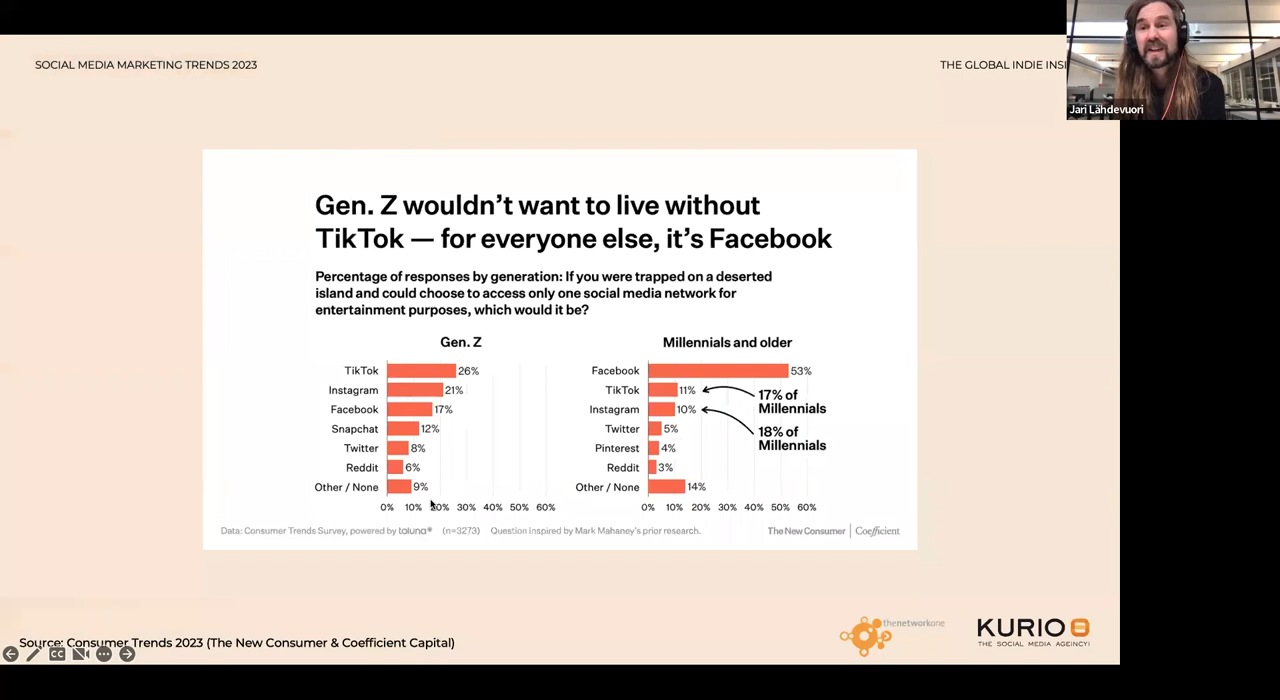 SOCIAL MEDIA MARKETING TRENDS 2023
THE GLOBAL INDIE
Jari Lähdevuori
Gen. Z wouldn't want to live without
TikTok — for everyone else, it's Facebook
Percentage of responses by generation: If you were trapped on a deserted
island and could choose to access only one social media network for
entertainment purposes, which would it be?
Gen. Z
TikTok 26%
Instagram 21%
Facebook 17%
Snapchat 12%
Twitter 8%
Reddit 6%
Other / None 9%
0% 10% 20% 30% 40% 50% 60%
Millennials and older
Facebook 53%
TikTok 11%
Instagram 10%
Twitter 5%
Pinterest 4%
Reddit 3%
Other / None 14%
0% 10% 20% 30% 40% 50% 60%
17% of
Millennials
18% of
Millennials
Data: Consumer Trends Survey, powered by toluna* (n=3273) Question inspired by Mark Mahaney's prior research.
The New Consumer | Coefficient
Source: Consumer Trends 2023 (The New Consumer & Coefficient Capital)
CC
thenetworkone
KURIO
THE SOCIAL MEDIA AGENCY!